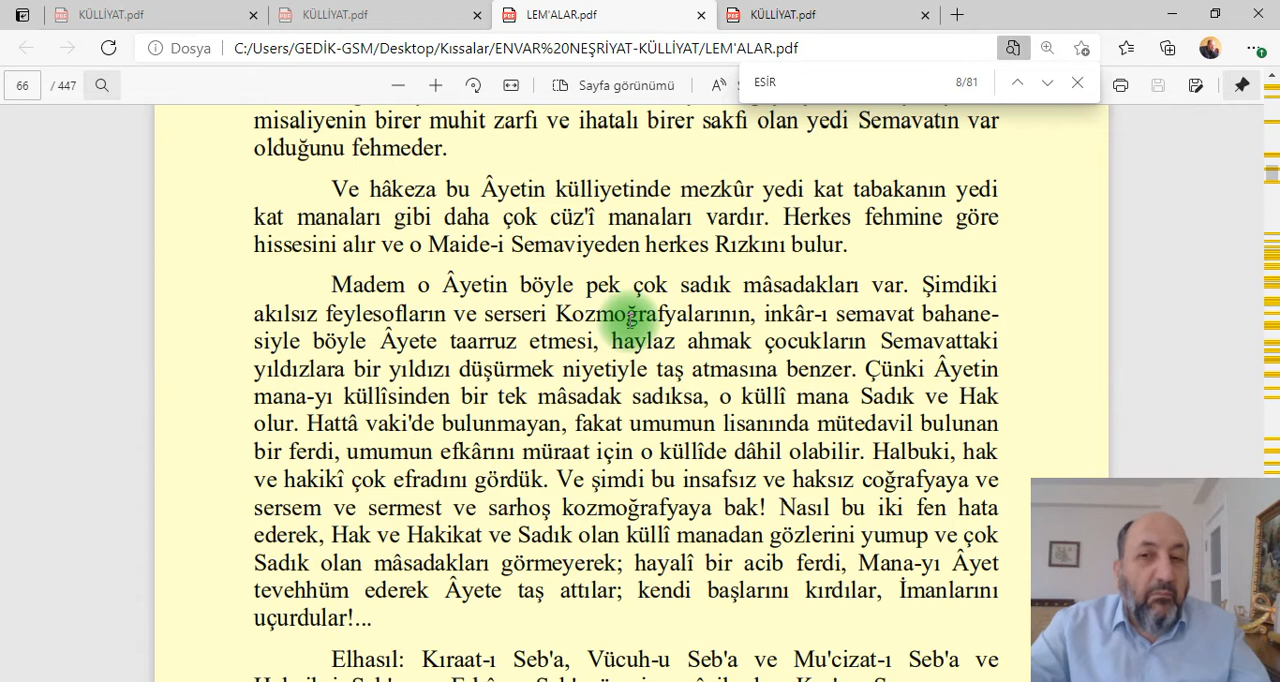 KÜLLİYAT.pdf
KÜLLİYAT.pdf
LEM'ALAR.pdf
KÜLLİYAT.pdf
Dosya
C:/Users/GEDİK-GSM/Desktop/Kıssalar/ENVAR%20NEŞRİYAT-KÜLLİYAT/LEM'ALAR.pdf
66 / 447
Sayfa görünümü
ESİR 8/81
misaliyenin birer muhit zarfı ve ihatalı birer sakfı olan yedi Semavatın var
olduğunu fehmeder.
Ve hâkeza bu Âyetin külliyetinde mezkûr yedi kat tabakanın yedi
kat manaları gibi daha çok cüz'î manaları vardır. Herkes fehmine göre
hissesini alır ve o Maide-i Semaviyeden herkes Rızkını bulur.
Madem o Âyetin böyle pek çok sadık mâsadakları var. Şimdiki
akılsız feylesofların ve serseri Kozmoğrafyalarının, inkâr-ı semavat bahane-
siyle böyle Âyete taarruz etmesi, haylaz ahmak çocukların Semavattaki
yıldızlara bir yıldızı düşürmek niyetiyle taş atmasına benzer. Çünki Âyetin
mana-yı küllîsinden bir tek mâsadak sadıksa, o küllî mana Sadık ve Hak
olur. Hattâ vaki'de bulunmayan, fakat umumun lisanında mütedavil bulunan
bir ferdi, umumun efkârını müraat için o küllîde dâhil olabilir. Halbuki, hak
ve hakikî çok efradını gördük. Ve şimdi bu insafsız ve haksız coğrafyaya ve
sersem ve sermest ve sarhoş kozmoğrafyaya bak! Nasıl bu iki fen hata
ederek, Hak ve Hakikat ve Sadık olan küllî manadan gözlerini yumup ve çok
Sadık olan mâsadakları görmeyerek; hayalî bir acib ferdi, Mana-yı Âyet
tevehhüm ederek Âyete taş attılar; kendi başlarını kırdılar, İmanlarını
uçurdular!...
Elhasıl: Kıraat-ı Seb'a, Vücuh-u Seb'a ve Mu'cizat-ı Seb'a ve